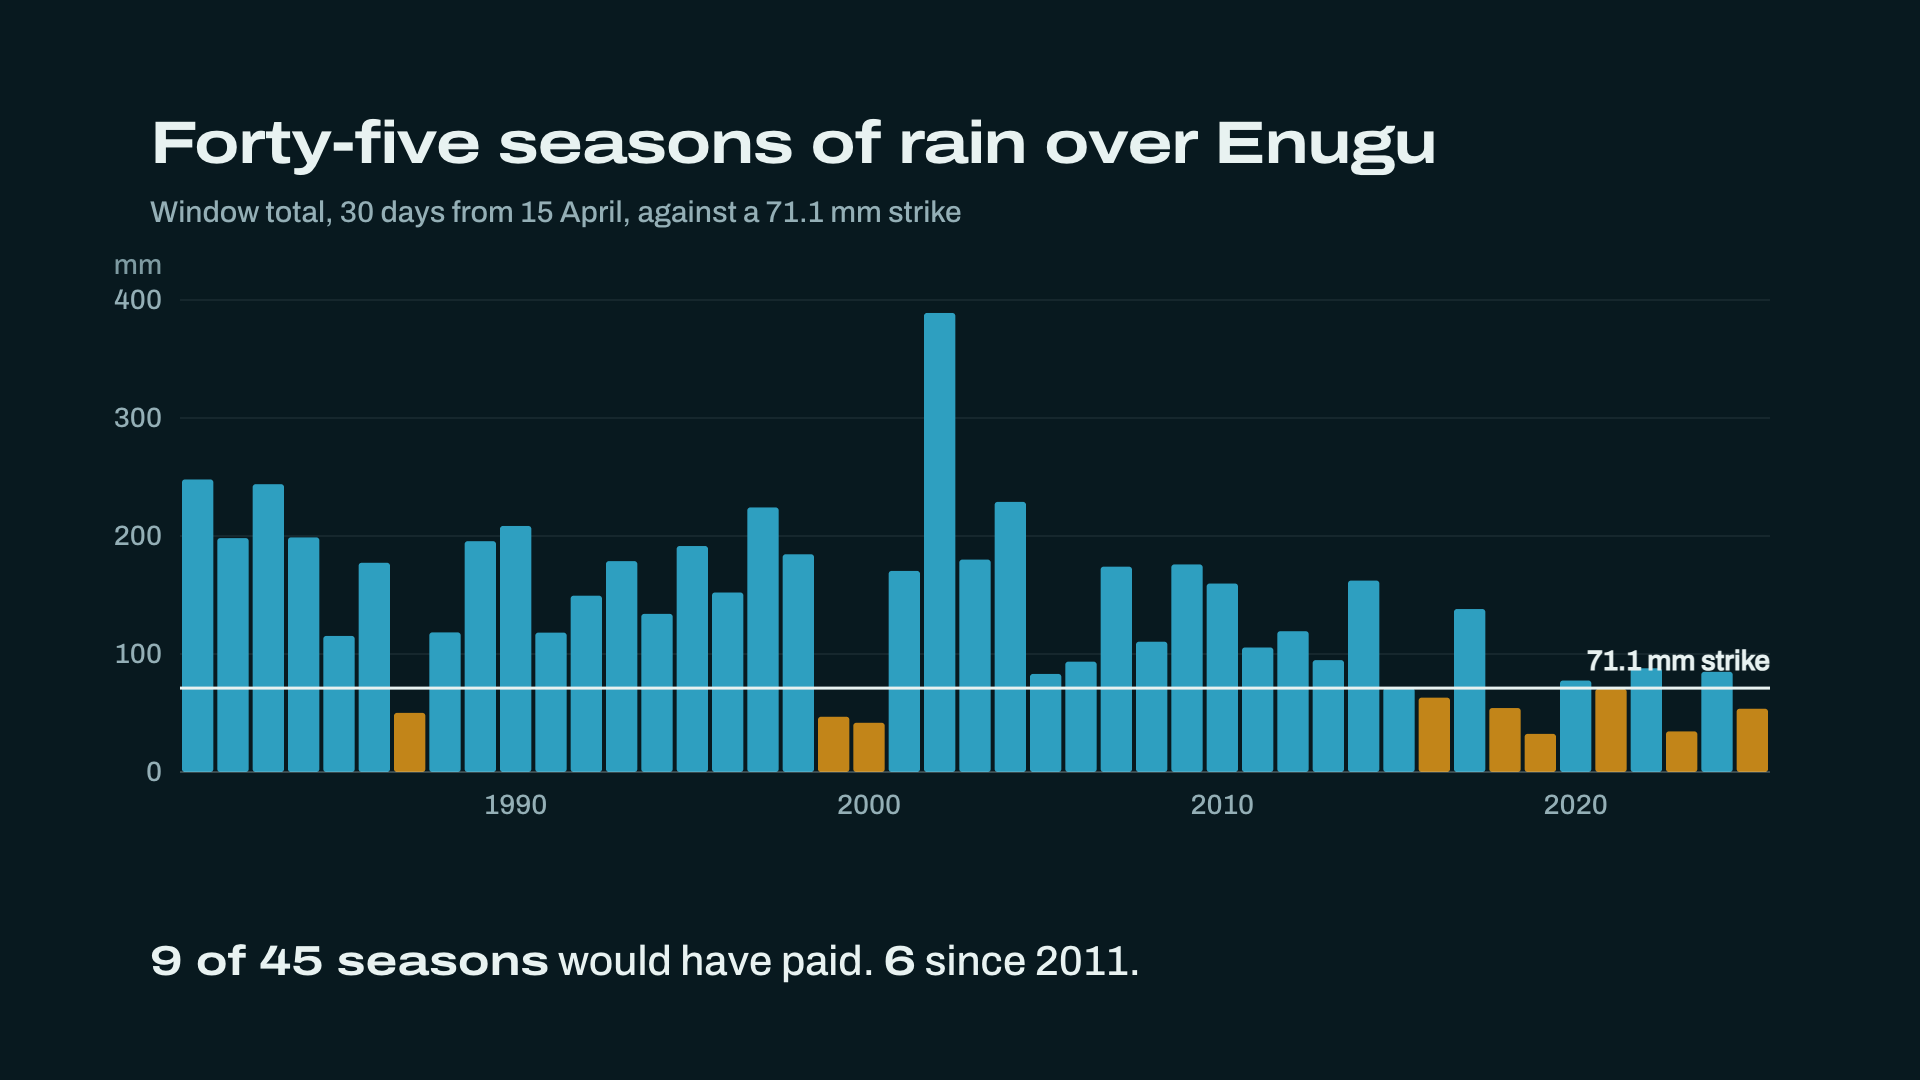 Forty-five seasons of rain over Enugu
Window total, 30 days from 15 April, against a 71.1 mm strike
mm
400
300
200
100
0
71.1 mm strike
1990
2000
2010
2020
9 of 45 seasons would have paid. 6 since 2011.